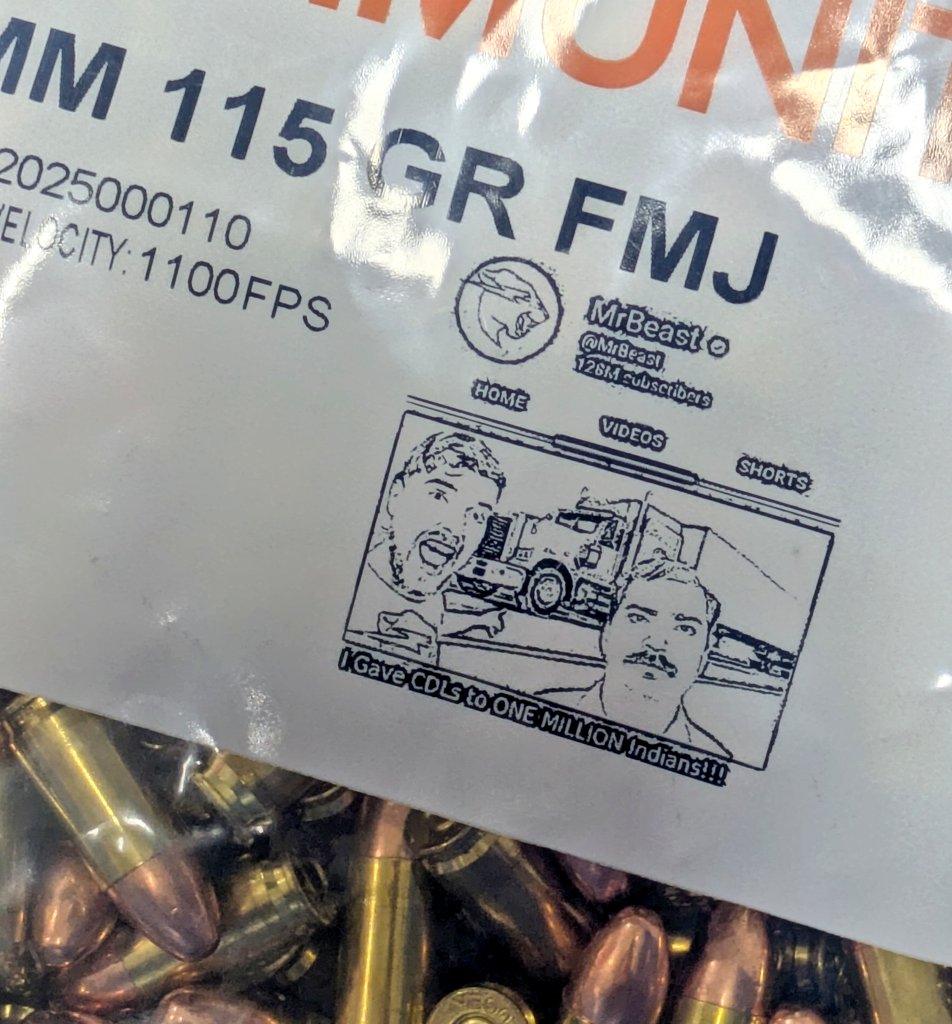 MM 115 GR FMJ
2025000110
VELOCITY:1100FPS
MrBeast
@MrBeast
128M subscribers
HOME
VIDEOS
SHORTS
I Gave CDLs to ONE MILLION Indians!!!